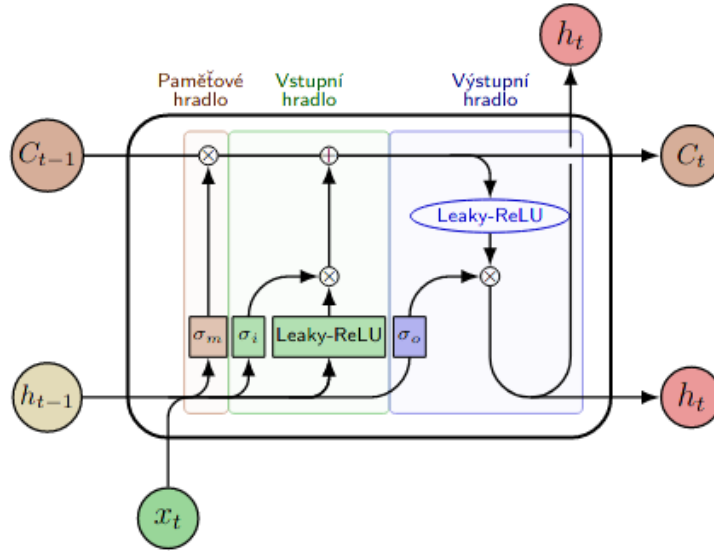 h_t
Paměťové hradlo
Vstupní hradlo
Výstupní hradlo
C_{t-1}
C_t
Leaky-ReLU
σ_m
σ_i
Leaky-ReLU
σ_o
h_{t-1}
h_t
x_t